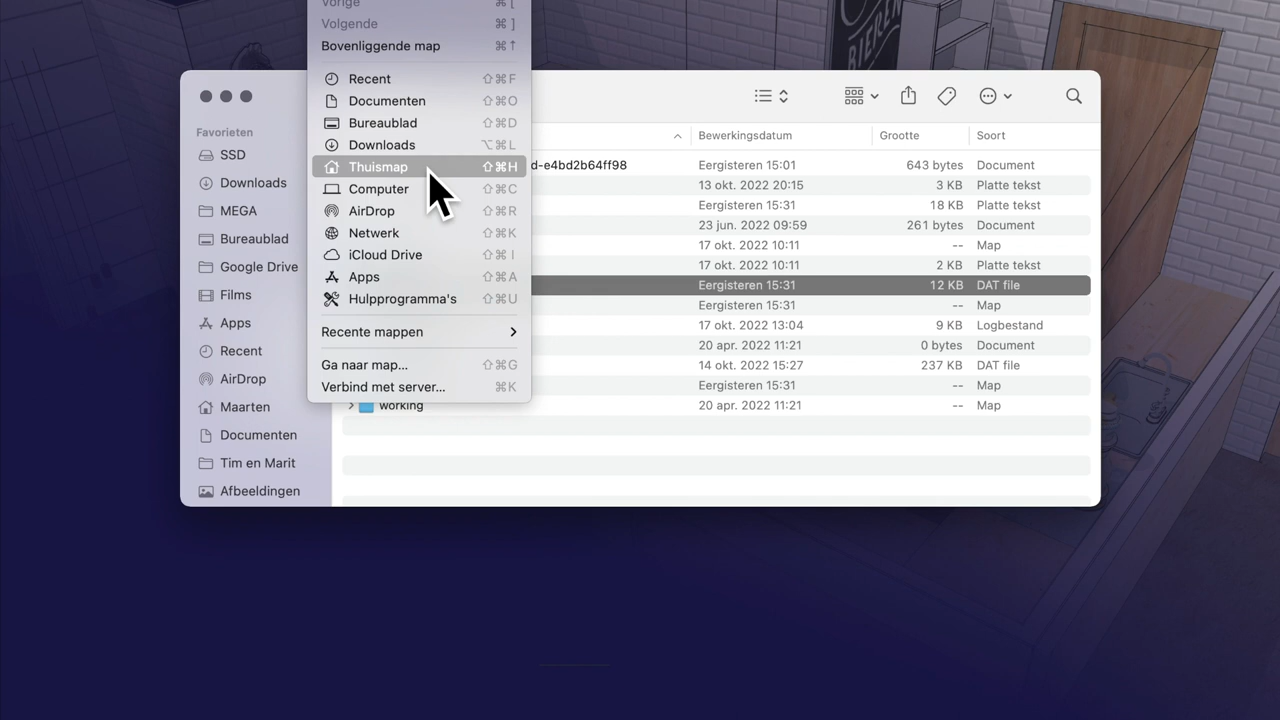 Vorige ⌘ [
Volgende ⌘ ]
Bovenliggende map ⌘↑
Recent ⇧⌘F
Documenten ⇧⌘O
Bureaublad ⇧⌘D
Downloads ⌥⌘L
Thuismap ⇧⌘H
Computer ⇧⌘C
AirDrop ⇧⌘R
Netwerk ⇧⌘K
iCloud Drive ⇧⌘I
Apps ⇧⌘A
Hulpprogramma's ⇧⌘U
Recente mappen
Ga naar map... ⇧⌘G
Verbind met server... ⌘K
BIEREN
Favorieten
SSD
Downloads
MEGA
Bureaublad
Google Drive
Films
Apps
Recent
AirDrop
Maarten
Documenten
Tim en Marit
Afbeeldingen
Bewerkingsdatum Grootte Soort
d-e4bd2b64ff98 Eergisteren 15:01 643 bytes Document
13 okt. 2022 20:15 3 KB Platte tekst
Eergisteren 15:31 18 KB Platte tekst
23 jun. 2022 09:59 261 bytes Document
17 okt. 2022 10:11 -- Map
17 okt. 2022 10:11 2 KB Platte tekst
Eergisteren 15:31 12 KB DAT file
Eergisteren 15:31 -- Map
17 okt. 2022 13:04 9 KB Logbestand
20 apr. 2022 11:21 0 bytes Document
14 okt. 2022 15:27 237 KB DAT file
Eergisteren 15:31 -- Map
working 20 apr. 2022 11:21 -- Map